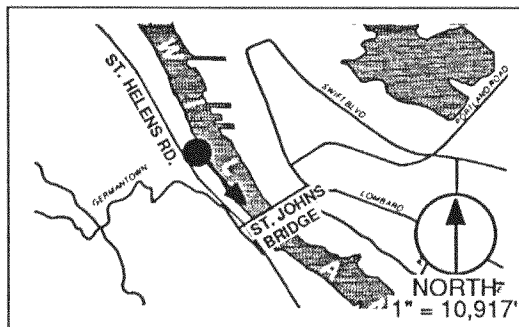 ST. HELENS RD.
SWIFT BLVD
PORTLAND ROAD
GERMANTOWN
LOMBARD
ST. JOHNS
BRIDGE
NORTH
1" = 10,917'